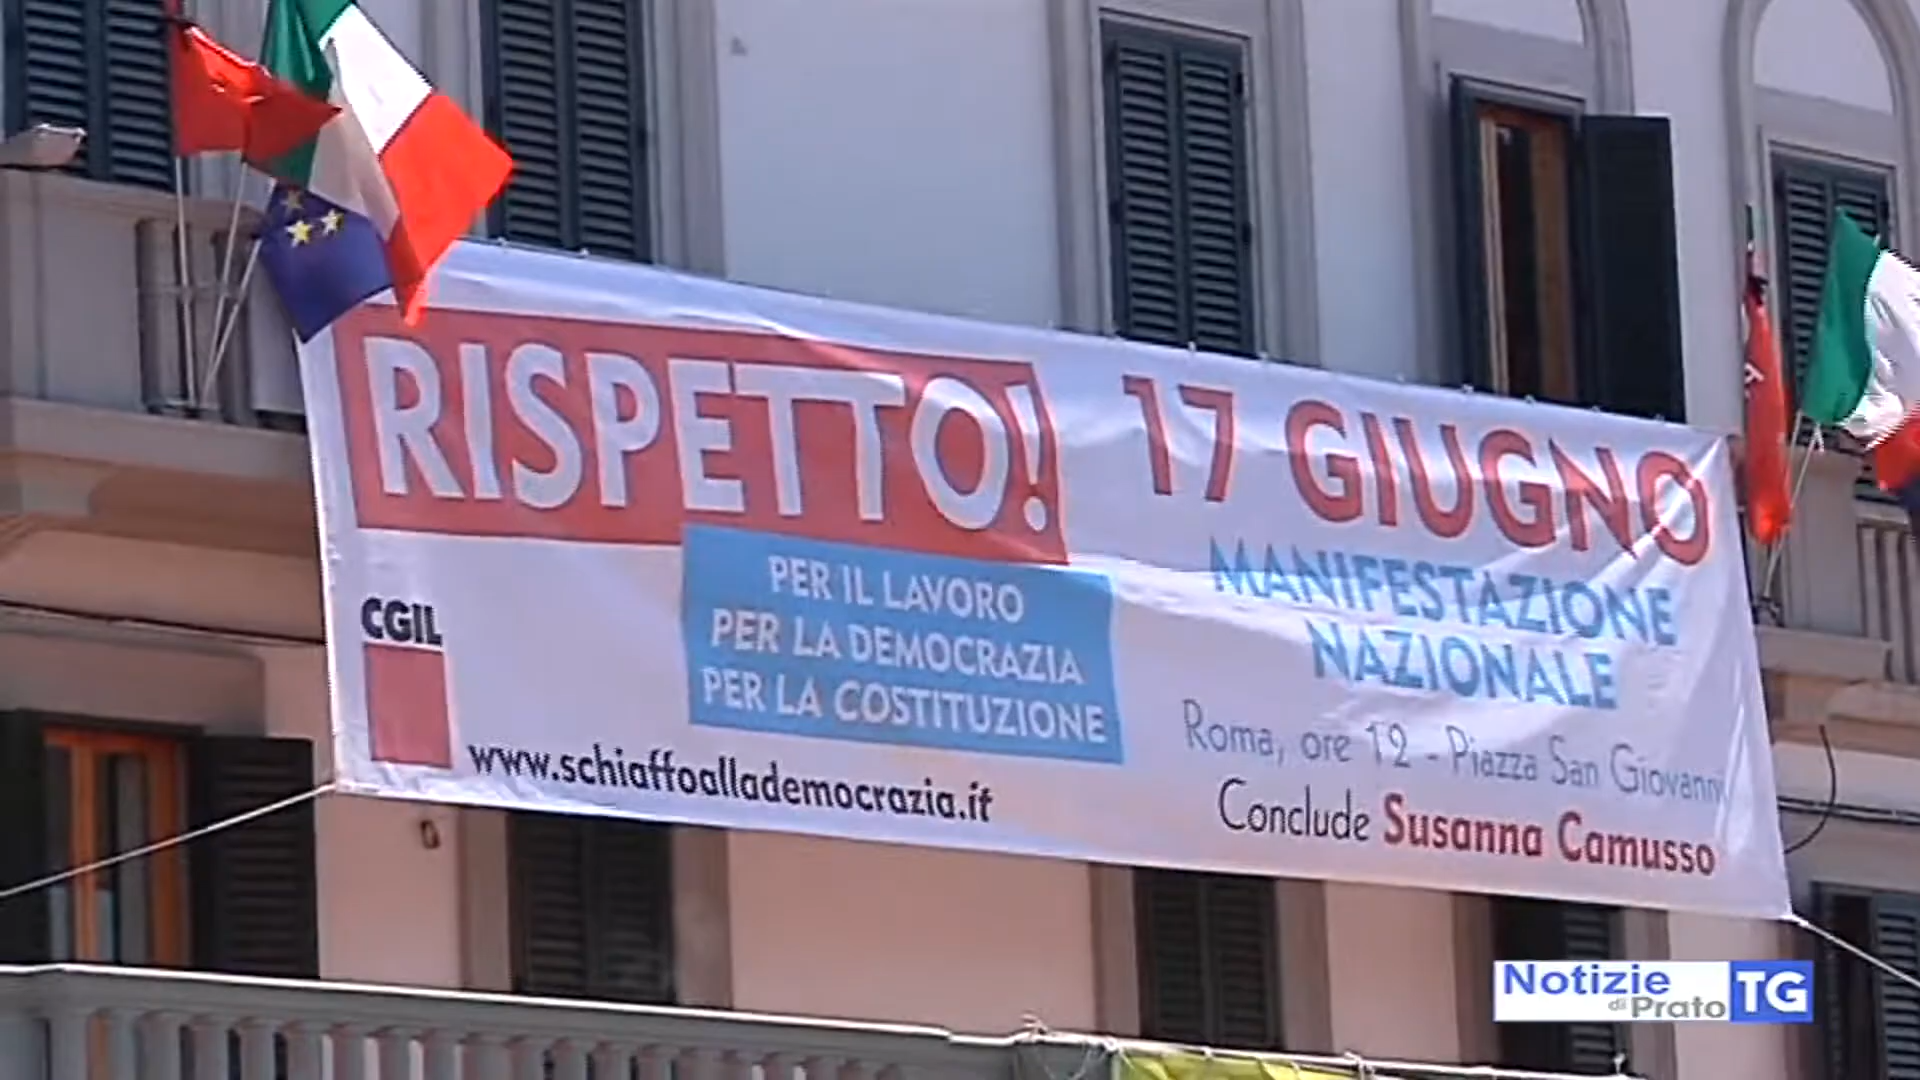 RISPETTO!
PER IL LAVORO
PER LA DEMOCRAZIA
PER LA COSTITUZIONE
CGIL
www.schiaffoallademocrazia.it
17 GIUGNO
MANIFESTAZIONE
NAZIONALE
Roma, ore 12 - Piazza San Giovanni
Conclude Susanna Camusso
Notizie
di Prato
TG